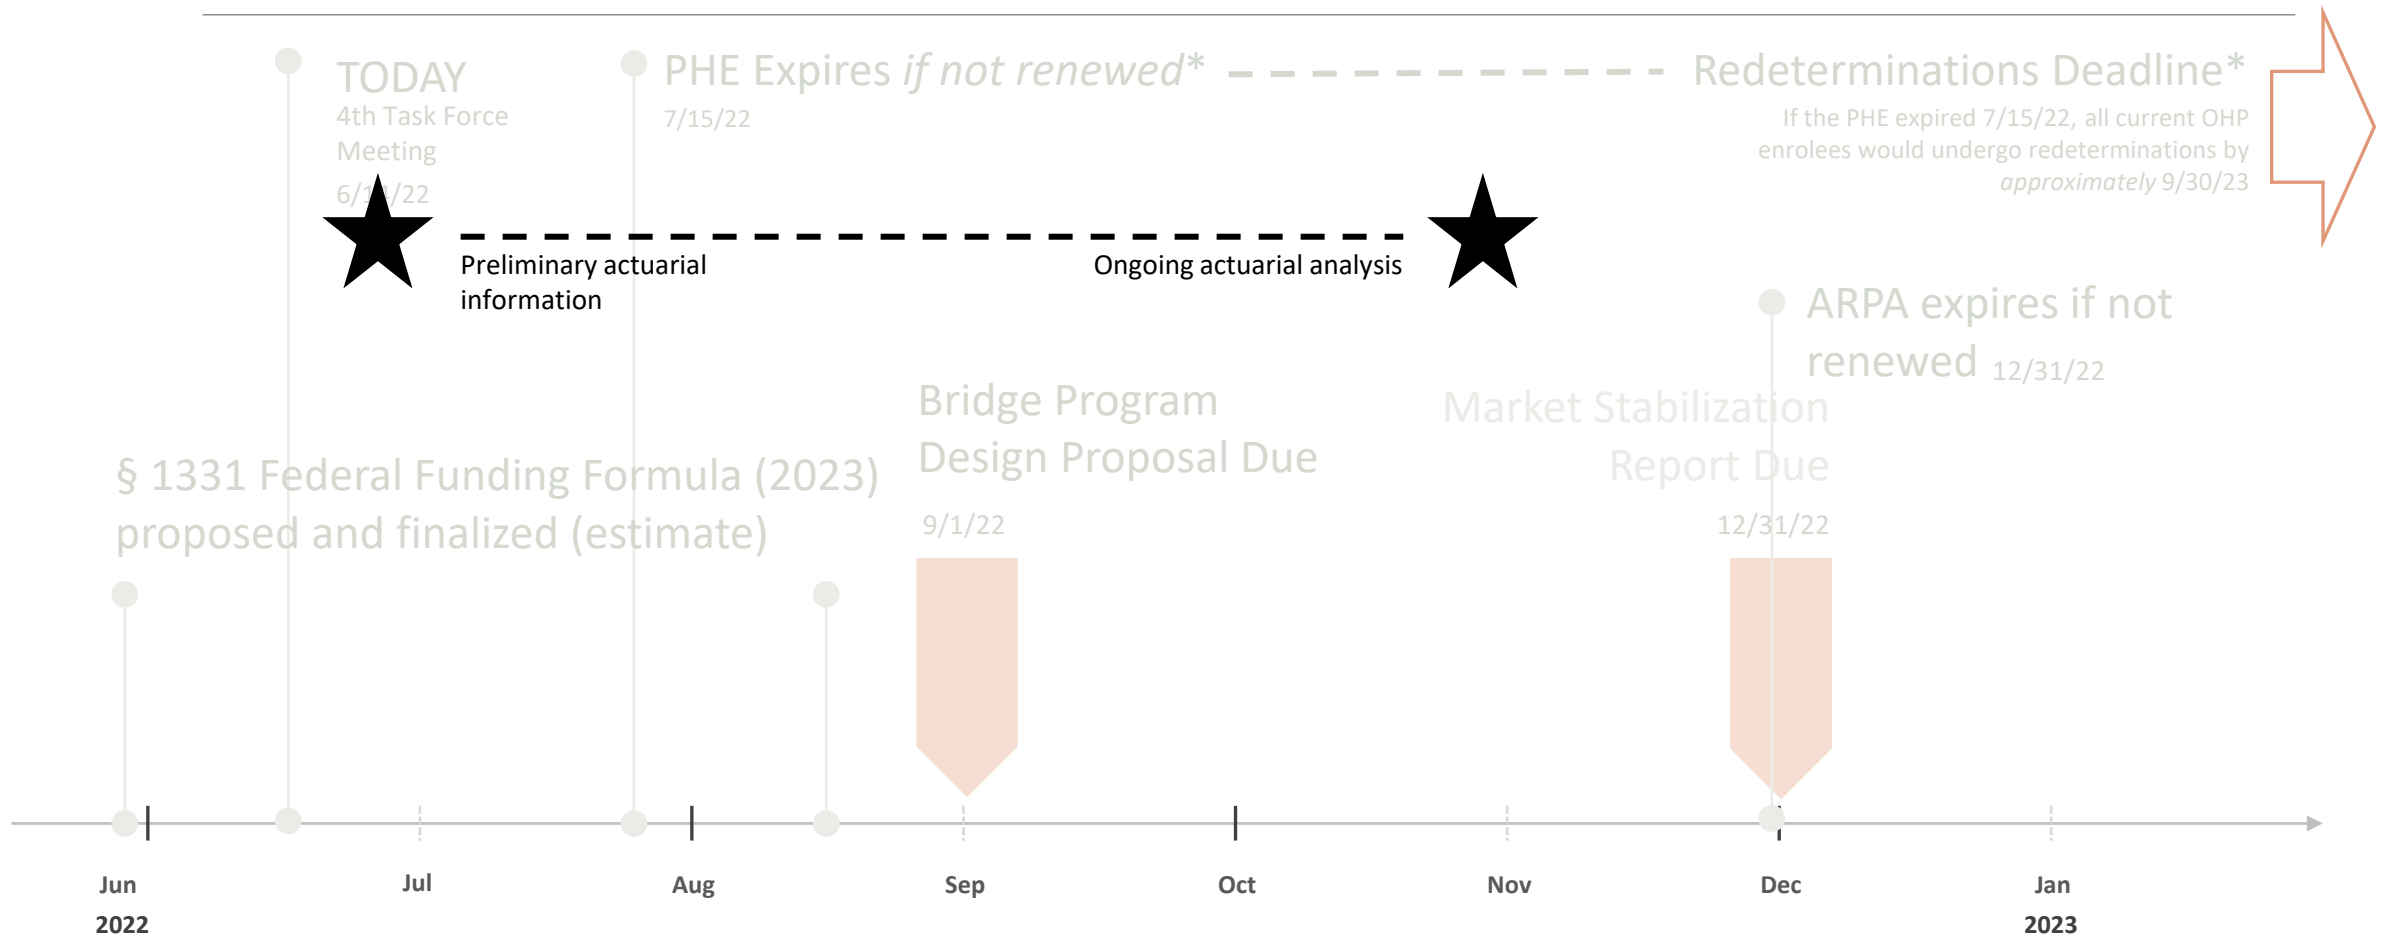 TODAY
4th Task Force
Meeting
6/14/22
PHE Expires if not renewed*
7/15/22
Redeterminations Deadline*
If the PHE expired 7/15/22, all current OHP
enrolees would undergo redeterminations by
approximately 9/30/23
Preliminary actuarial
information
Ongoing actuarial analysis
ARPA expires if not
renewed 12/31/22
Bridge Program
Design Proposal Due
9/1/22
Market Stabilization
Report Due
12/31/22
§ 1331 Federal Funding Formula (2023)
proposed and finalized (estimate)
Jun
2022
Jul
Aug
Sep
Oct
Nov
Dec
Jan
2023